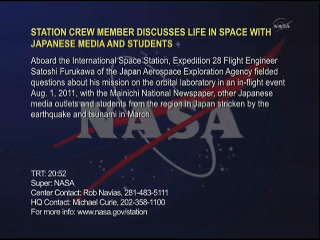 NASA
STATION CREW MEMBER DISCUSSES LIFE IN SPACE WITH
JAPANESE MEDIA AND STUDENTS
Aboard the International Space Station, Expedition 28 Flight Engineer
Satoshi Furukawa of the Japan Aerospace Exploration Agency fielded
questions about his mission on the orbital laboratory in an in-flight event
Aug. 1, 2011, with the Mainichi National Newspaper, other Japanese
media outlets and students from the region in Japan stricken by the
earthquake and tsunami in March.
NASA
TRT: 20:52
Super: NASA
Center Contact: Rob Navias, 281-483-5111
HQ Contact: Michael Curie, 202-358-1100
For more info: www.nasa.gov/station